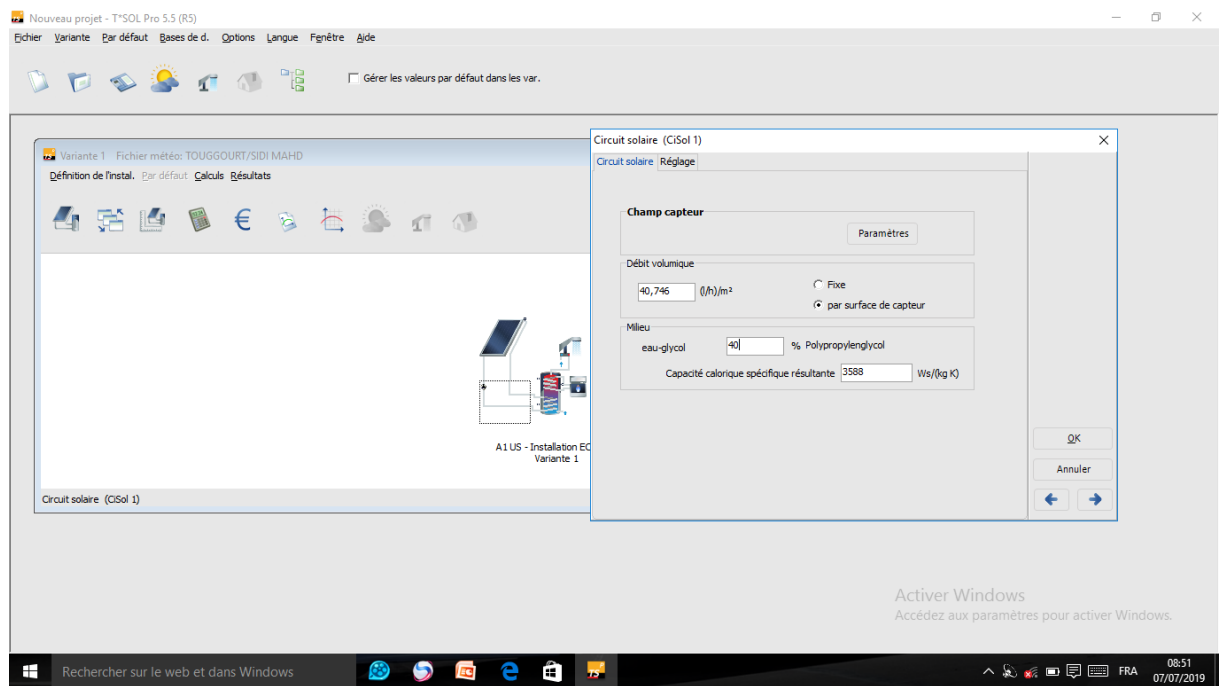 Nouveau projet - T*SOL Pro 5.5 (R5)
Fichier Variante Par défaut Bases de d. Options Langue Fenêtre Aide
Gérer les valeurs par défaut dans les var.
Variante 1 Fichier météo: TOUGGOURT/SIDI MAHD
Définition de l'instal. Par défaut Calculs Résultats
A1 US - Installation EC
Variante 1
Circuit solaire (CiSol 1)
Circuit solaire (CiSol 1)
Circuit solaire Réglage
Champ capteur
Paramètres
Débit volumique
40,746 (l/h)/m² Fixe
par surface de capteur
Milieu
eau-glycol 40 % Polypropylenglycol
Capacité calorique spécifique résultante 3588 Ws/(kg K)
OK
Annuler
Activer Windows
Accédez aux paramètres pour activer Windows.
Rechercher sur le web et dans Windows
FRA
08:51
07/07/2019